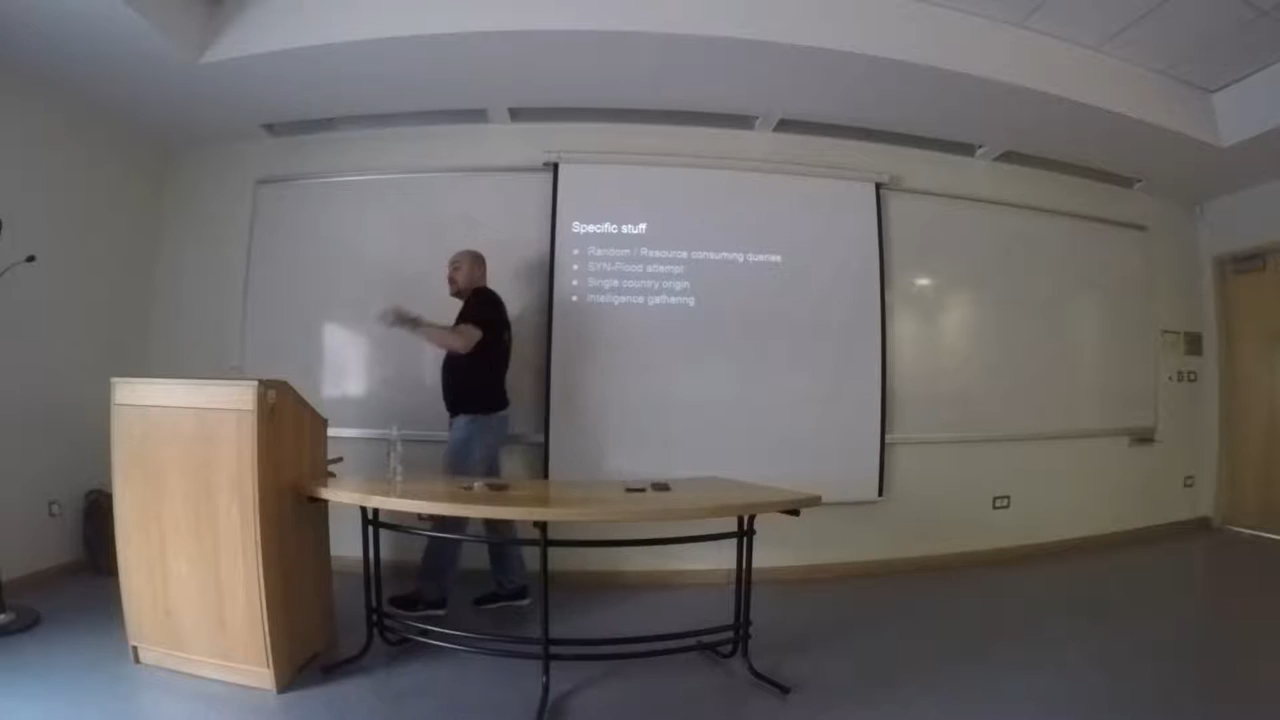 Specific stuff
● Random / Resource consuming queries
● SYN-Flood attempt
● Single country origin
● Intelligence gathering